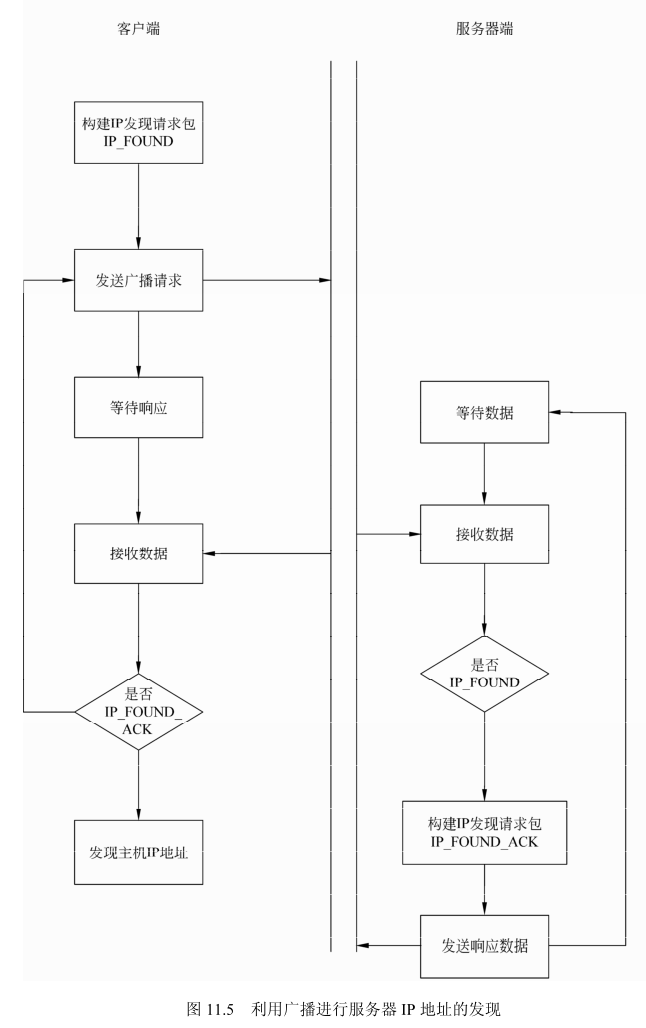 客户端
服务器端
构建IP发现请求包
IP_FOUND
发送广播请求
等待响应
等待数据
接收数据
接收数据
是否
IP_FOUND
是否
IP_FOUND_
ACK
构建IP发现请求包
IP_FOUND_ACK
发现主机IP地址
发送响应数据
图 11.5 利用广播进行服务器 IP 地址的发现